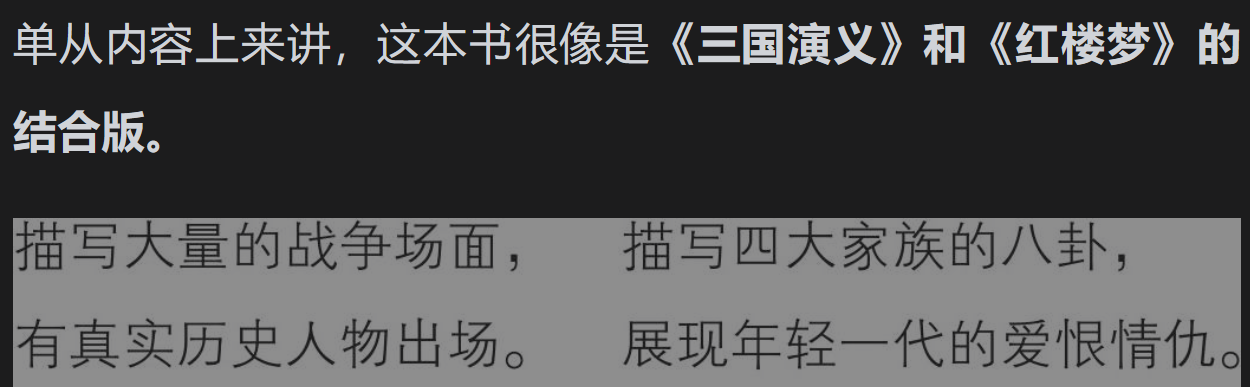 单从内容上来讲，这本书很像是《三国演义》和《红楼梦》的
结合版。
描写大量的战争场面， 描写四大家族的八卦，
有真实历史人物出场。 展现年轻一代的爱恨情仇。